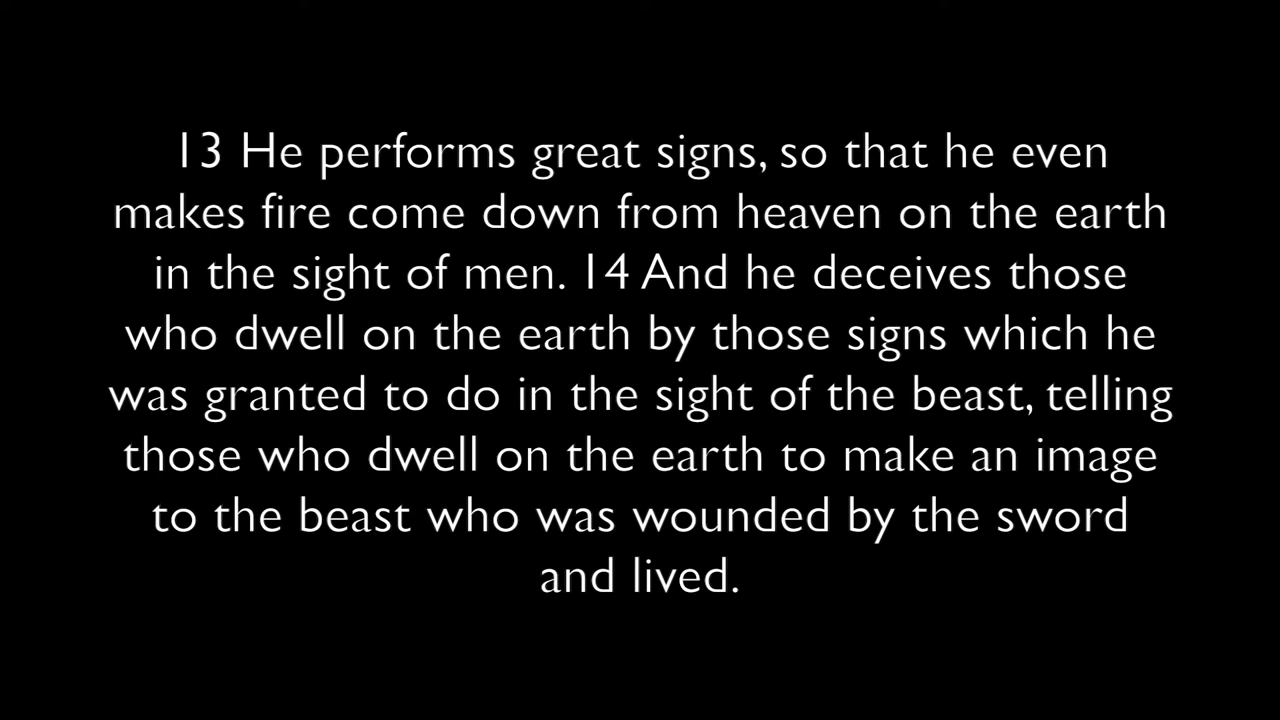 13 He performs great signs, so that he even
makes fire come down from heaven on the earth
in the sight of men. 14 And he deceives those
who dwell on the earth by those signs which he
was granted to do in the sight of the beast, telling
those who dwell on the earth to make an image
to the beast who was wounded by the sword
and lived.